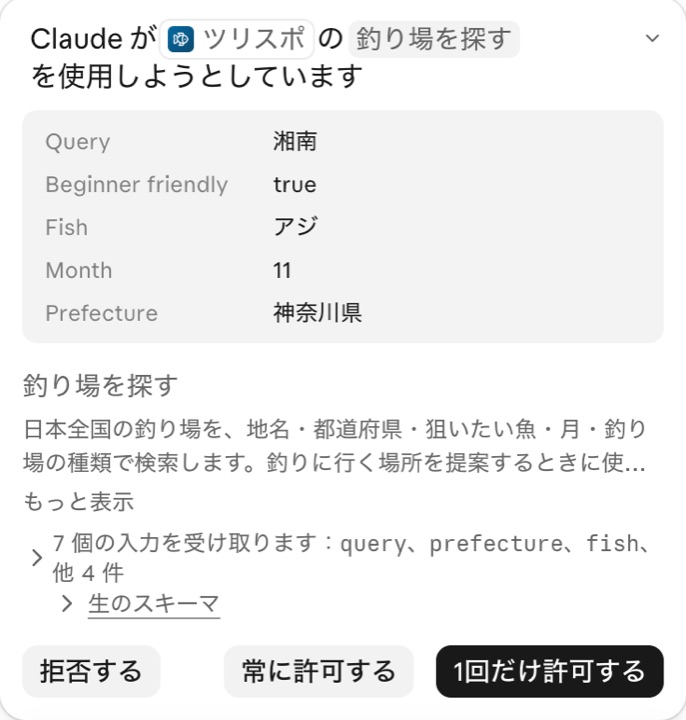 Claude が ツリスポ の 釣り場を探す
を使用しようとしています
Query 湘南
Beginner friendly true
Fish アジ
Month 11
Prefecture 神奈川県
釣り場を探す
日本全国の釣り場を、地名・都道府県・狙いたい魚・月・釣り
場の種類で検索します。釣りに行く場所を提案するときに使...
もっと表示
7 個の入力を受け取ります：query、prefecture、fish、
他 4 件
生のスキーマ
拒否する 常に許可する 1回だけ許可する